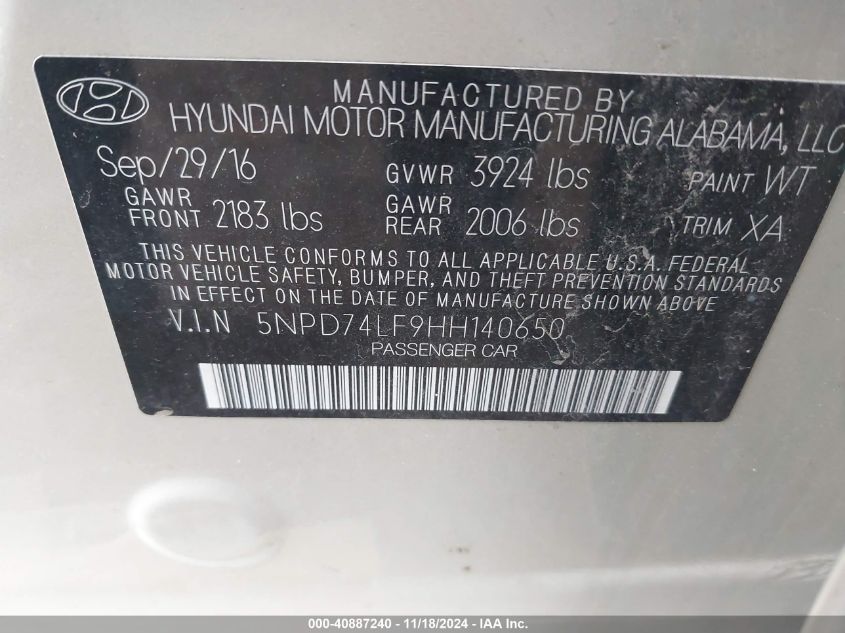 MANUFACTURED BY
HYUNDAI MOTOR MANUFACTURING ALABAMA, LLC
Sep/29/16 GVWR 3924 lbs PAINT WT
GAWR FRONT 2183 lbs GAWR REAR 2006 lbs TRIM XA
THIS VEHICLE CONFORMS TO ALL APPLICABLE U.S.A. FEDERAL
MOTOR VEHICLE SAFETY, BUMPER, AND THEFT PREVENTION STANDARDS
IN EFFECT ON THE DATE OF MANUFACTURE SHOWN ABOVE
V.I.N 5NPD74LF9HH140650
PASSENGER CAR
000-40887240 - 11/18/2024 - IAA Inc.